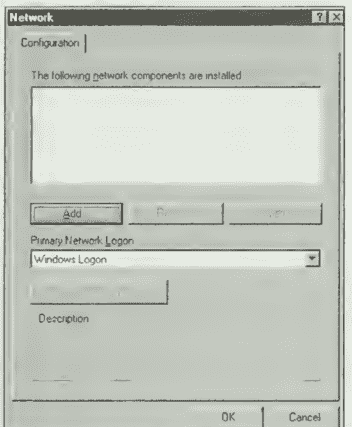 Network
Configuration
The following network components are installed
Add
Primary Network Logon
Windows Logon
Description
OK
Cancel